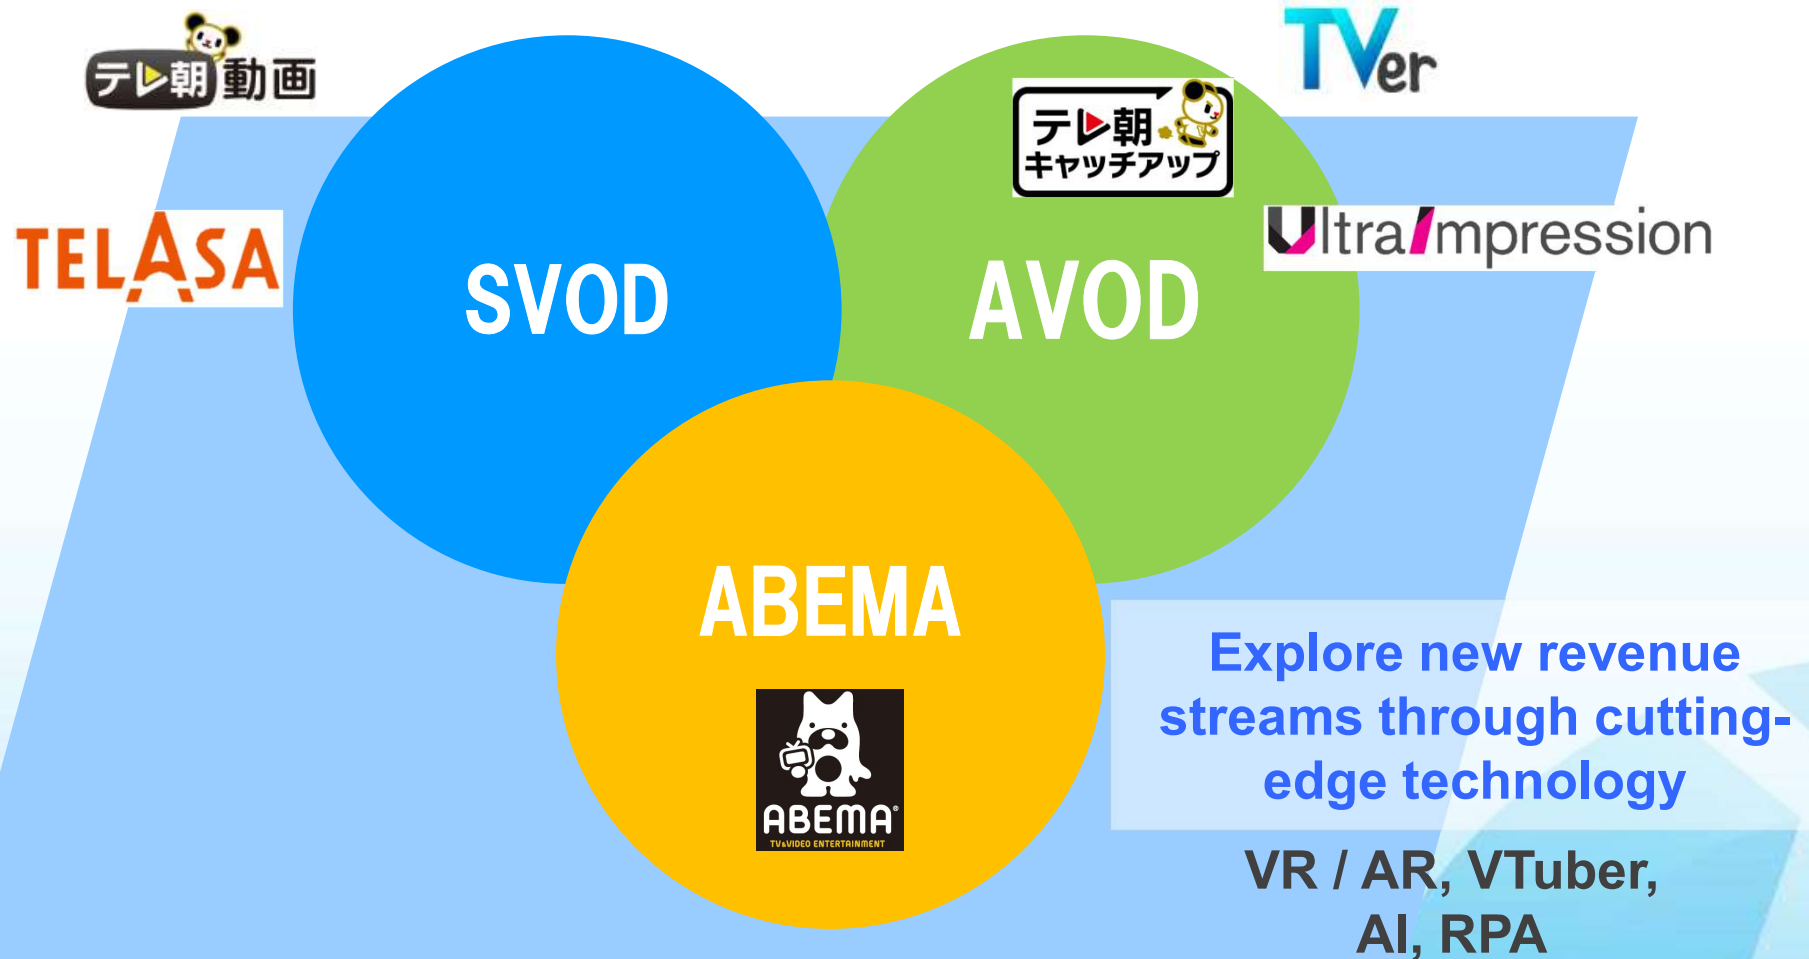 テレ朝動画
TVer
テレ朝
キャッチアップ
TELASA
UltraImpression
SVOD
AVOD
ABEMA
ABEMA®
TV&VIDEO ENTERTAINMENT
Explore new revenue
streams through cutting-
edge technology
VR / AR, VTuber,
AI, RPA